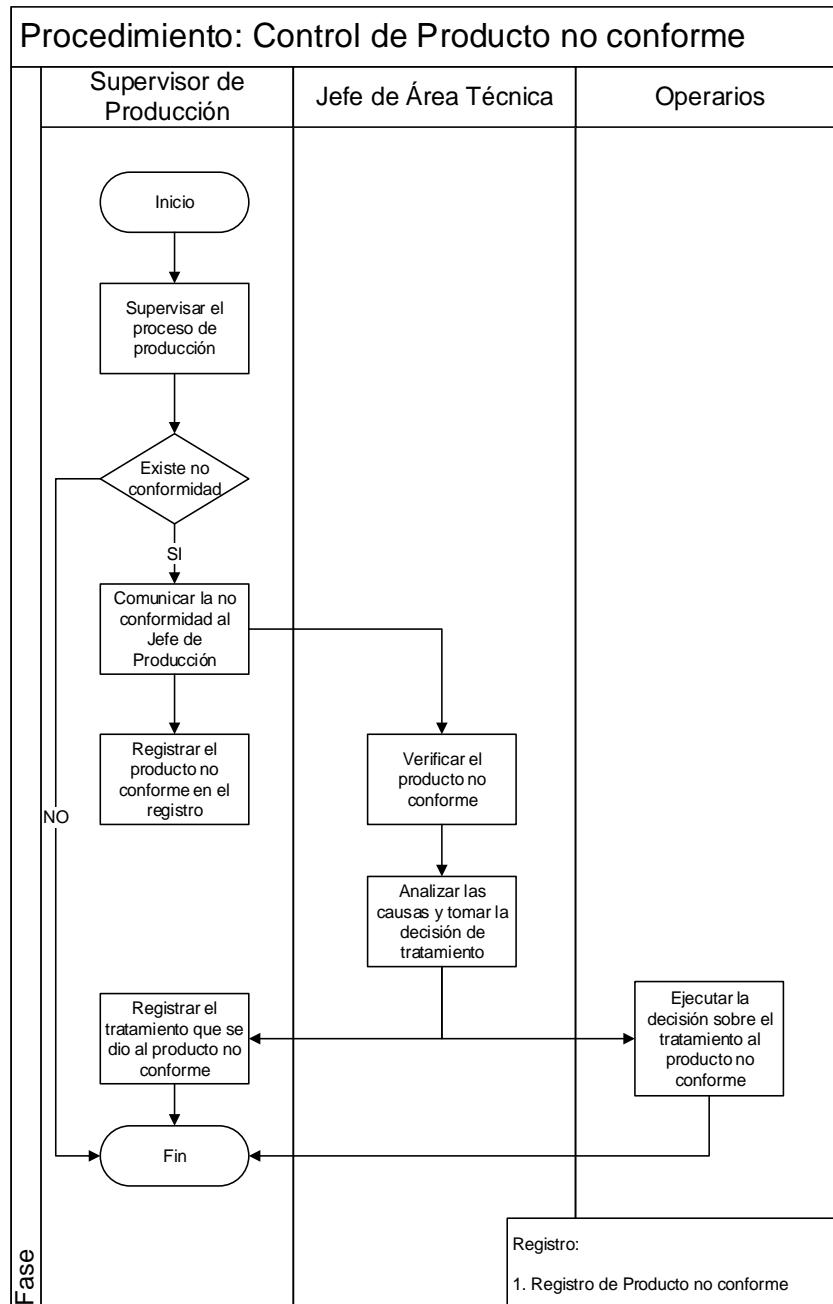 Procedimiento: Control de Producto no conforme
Supervisor de
Producción
Jefe de Área Técnica
Operarios
Inicio
Supervisar el
proceso de
producción
Existe no
conformidad
SI
Comunicar la no
conformidad al
Jefe de
Producción
Registrar el
producto no
conforme en el
registro
Verificar el
producto no
conforme
NO
Analizar las
causas y tomar la
decisión de
tratamiento
Registrar el
tratamiento que se
dio al producto no
conforme
Ejecutar la
decisión sobre el
tratamiento al
producto no
conforme
Fin
Fase
Registro:
1. Registro de Producto no conforme